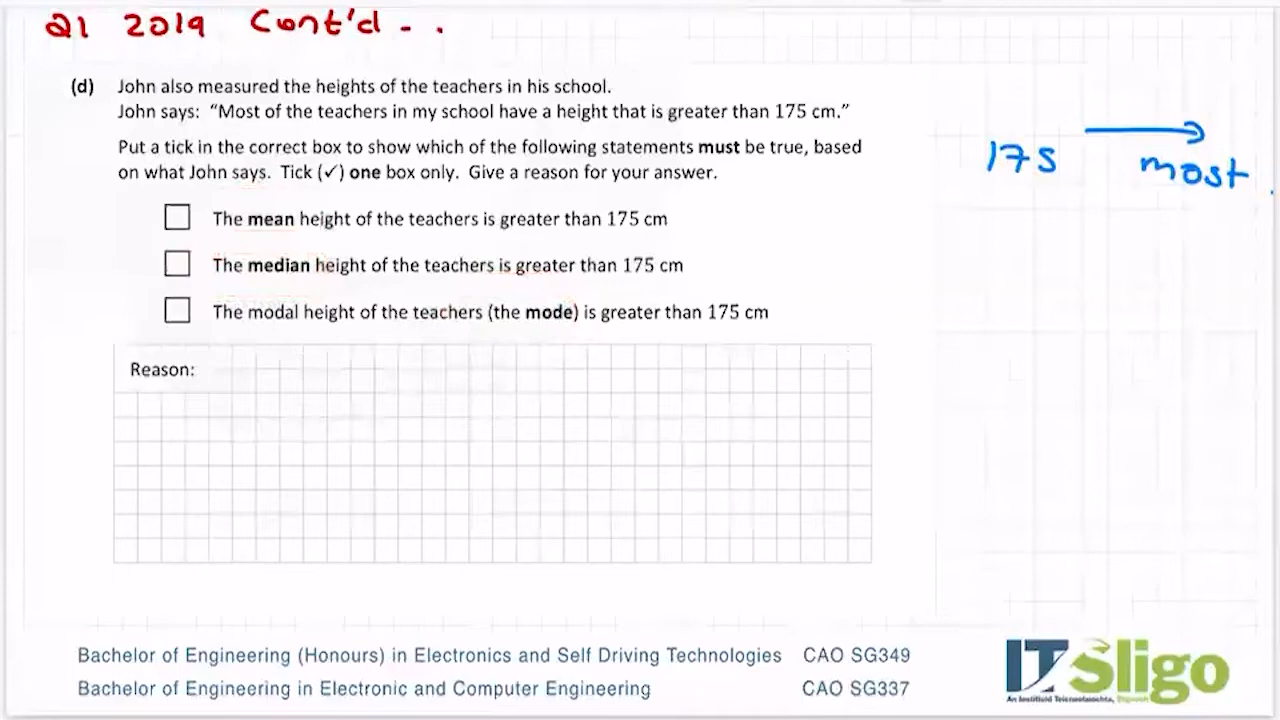 Q1 2019 Cont'd - .
(d) John also measured the heights of the teachers in his school.
John says: “Most of the teachers in my school have a height that is greater than 175 cm.”
Put a tick in the correct box to show which of the following statements must be true, based
on what John says. Tick (✓) one box only. Give a reason for your answer.
The mean height of the teachers is greater than 175 cm
The median height of the teachers is greater than 175 cm
The modal height of the teachers (the mode) is greater than 175 cm
Reason:
175 most
Bachelor of Engineering (Honours) in Electronics and Self Driving Technologies CAO SG349
Bachelor of Engineering in Electronic and Computer Engineering CAO SG337
IT Sligo
An Institiúid Teicneolaíochta, Sligeach